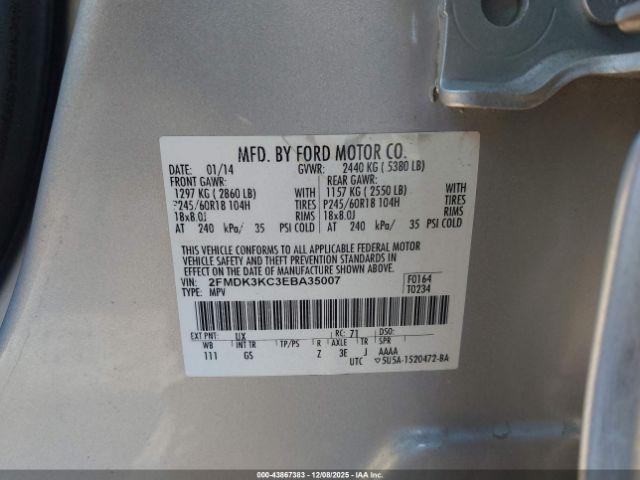 MFD. BY FORD MOTOR CO.
DATE: 01/14 GVWR: 2440 KG ( 5380 LB)
FRONT GAWR: REAR GAWR:
1297 KG ( 2860 LB) WITH 1157 KG ( 2550 LB) WITH
P245/60R18 104H TIRES P245/60R18 104H TIRES
18x8.0J RIMS 18x8.0J RIMS
AT 240 kPa/ 35 PSI COLD AT 240 kPa/ 35 PSI COLD
THIS VEHICLE CONFORMS TO ALL APPLICABLE FEDERAL MOTOR
VEHICLE SAFETY AND THEFT PREVENTION STANDARDS IN
EFFECT ON THE DATE OF MANUFACTURE SHOWN ABOVE.
VIN: 2FMDK3KC3EBA35007 F0164
TYPE: MPV T0234
EXT PNT: UX RC: 71 DSO:
WB INT TR TP/PS R AXLE TR SPR
111 GS Z 3E J AAAA
UTC 5U5A-1520472-BA
00-43867383 | 12/08/2025 - IAAI.com